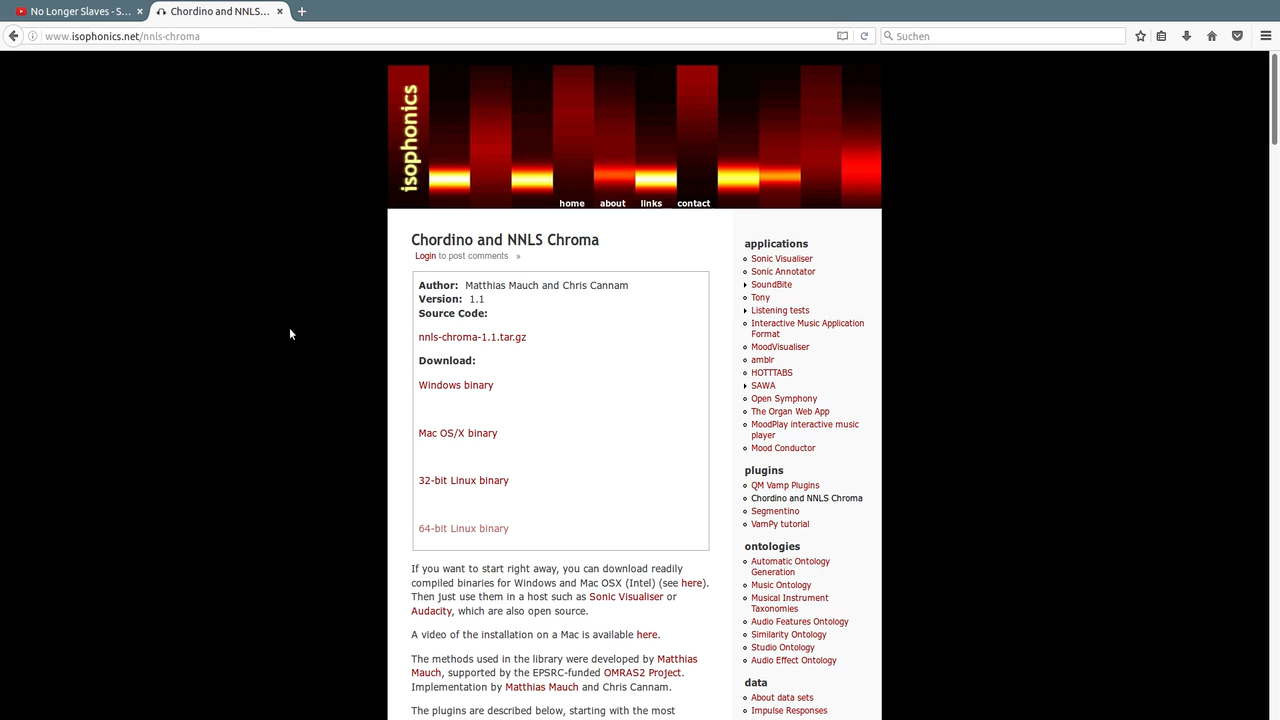 No Longer Slaves - S...
Chordino and NNLS...
www.isophonics.net/nnls-chroma
Suchen
isophonics
home about links contact
Chordino and NNLS Chroma
Login to post comments »
Author: Matthias Mauch and Chris Cannam
Version: 1.1
Source Code:
nnls-chroma-1.1.tar.gz
Download:
Windows binary
Mac OS/X binary
32-bit Linux binary
64-bit Linux binary
If you want to start right away, you can download readily
compiled binaries for Windows and Mac OSX (Intel) (see here).
Then just use them in a host such as Sonic Visualiser or
Audacity, which are also open source.
A video of the installation on a Mac is available here.
The methods used in the library were developed by Matthias
Mauch, supported by the EPSRC-funded OMRAS2 Project.
Implementation by Matthias Mauch and Chris Cannam.
The plugins are described below, starting with the most
applications
Sonic Visualiser
Sonic Annotator
SoundBite
Tony
Listening tests
Interactive Music Application
Format
MoodVisualiser
amblr
HOTTTABS
SAWA
Open Symphony
The Organ Web App
MoodPlay interactive music
player
Mood Conductor
plugins
QM Vamp Plugins
Chordino and NNLS Chroma
Segmentino
VamPy tutorial
ontologies
Automatic Ontology
Generation
Music Ontology
Musical Instrument
Taxonomies
Audio Features Ontology
Similarity Ontology
Studio Ontology
Audio Effect Ontology
data
About data sets
Impulse Responses